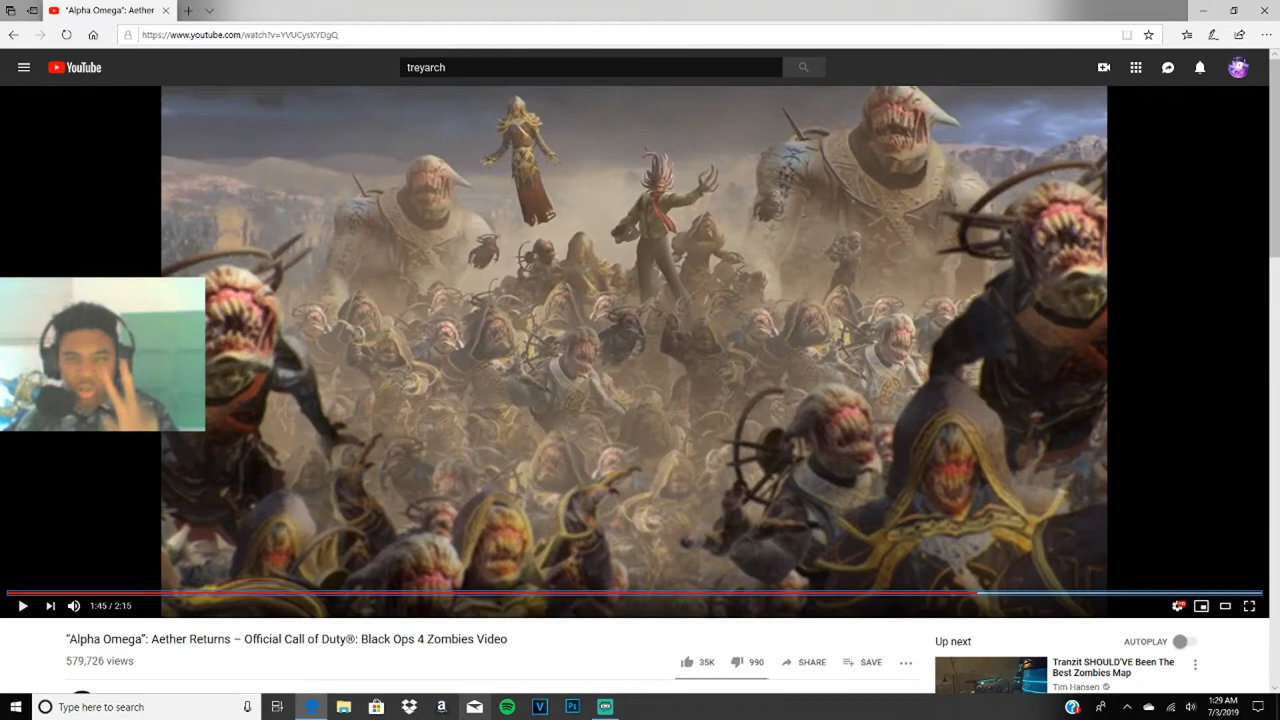 "Alpha Omega": Aether
https://www.youtube.com/watch?v=YVUCysKYDgQ
YouTube
treyarch
1:45 / 2:15
"Alpha Omega": Aether Returns – Official Call of Duty®: Black Ops 4 Zombies Video
579,726 views
35K
990
SHARE
SAVE
Up next
AUTOPLAY
Tranzit SHOULD'VE Been The
Best Zombies Map
Tim Hansen
Type here to search
a
V
Ps
1:29 AM
7/3/2019